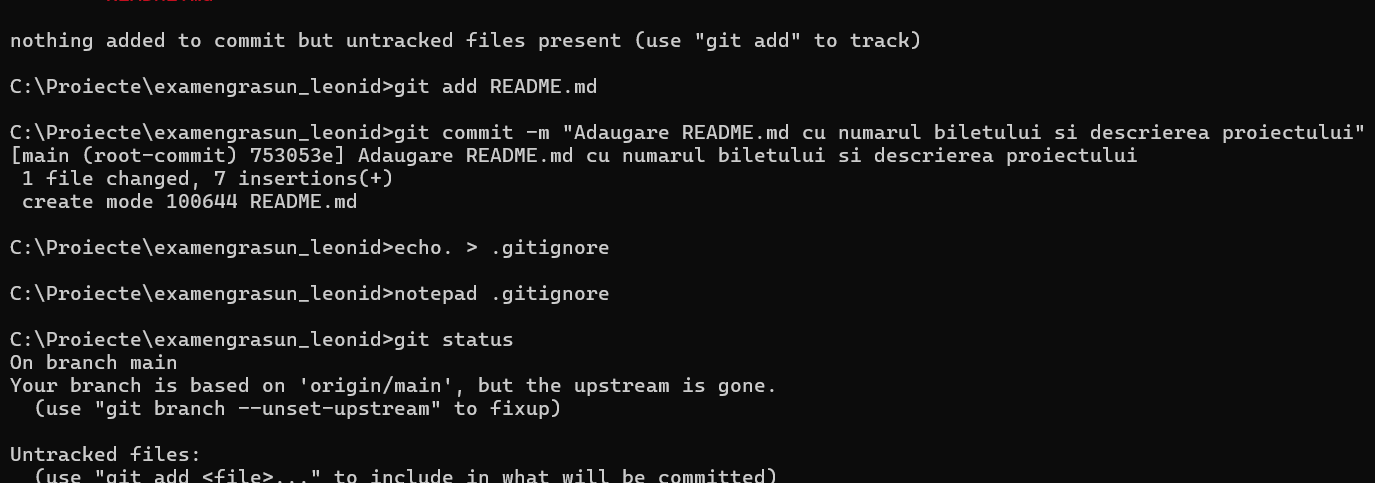 nothing added to commit but untracked files present (use "git add" to track)
C:\Proiecte\examengrasun_leonid>git add README.md
C:\Proiecte\examengrasun_leonid>git commit -m "Adaugare README.md cu numarul biletului si descrierea proiectului"
[main (root-commit) 753053e] Adaugare README.md cu numarul biletului si descrierea proiectului
 1 file changed, 7 insertions(+)
 create mode 100644 README.md
C:\Proiecte\examengrasun_leonid>echo. > .gitignore
C:\Proiecte\examengrasun_leonid>notepad .gitignore
C:\Proiecte\examengrasun_leonid>git status
On branch main
Your branch is based on 'origin/main', but the upstream is gone.
  (use "git branch --unset-upstream" to fixup)
Untracked files:
  (use "git add <file>..." to include in what will be committed)